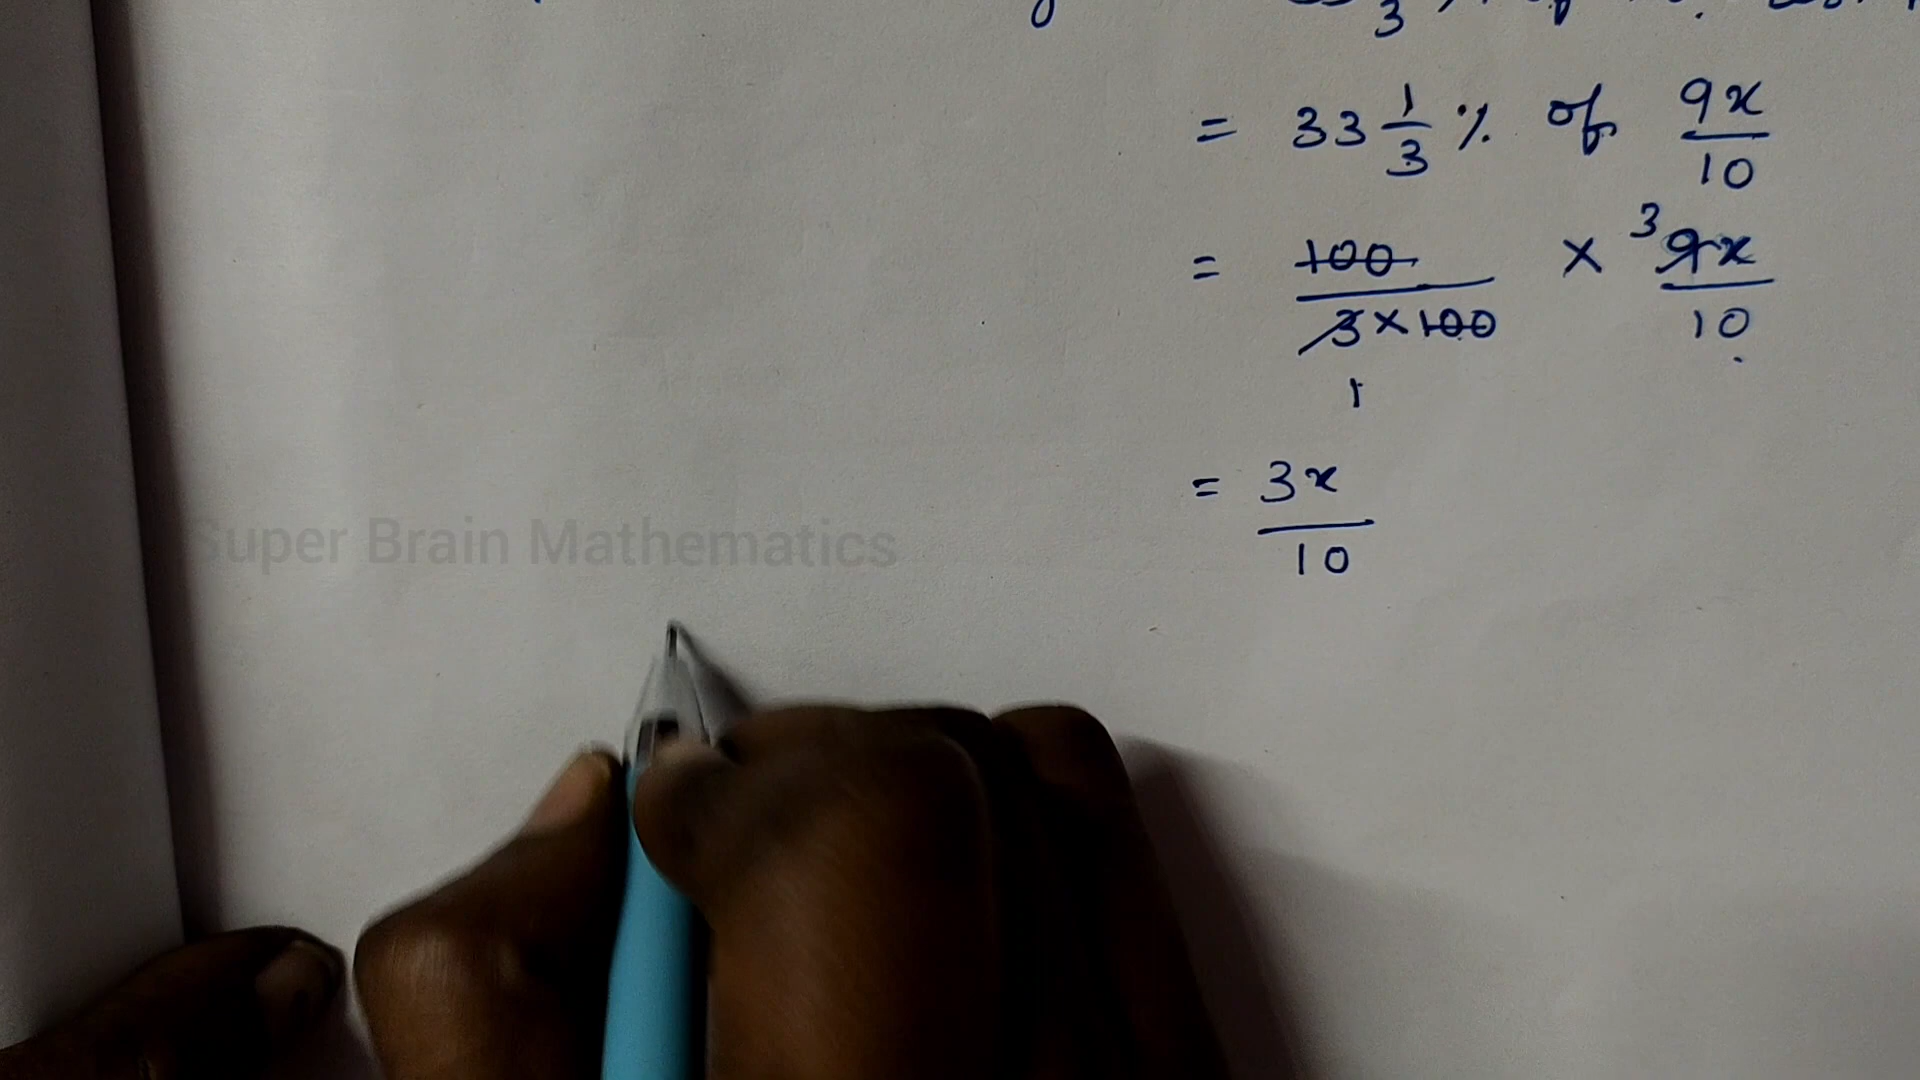 = 33 1/3 % of 9x/10
= 100/(3×100) × 3 9x/10
1
= 3x/10
Super Brain Mathematics